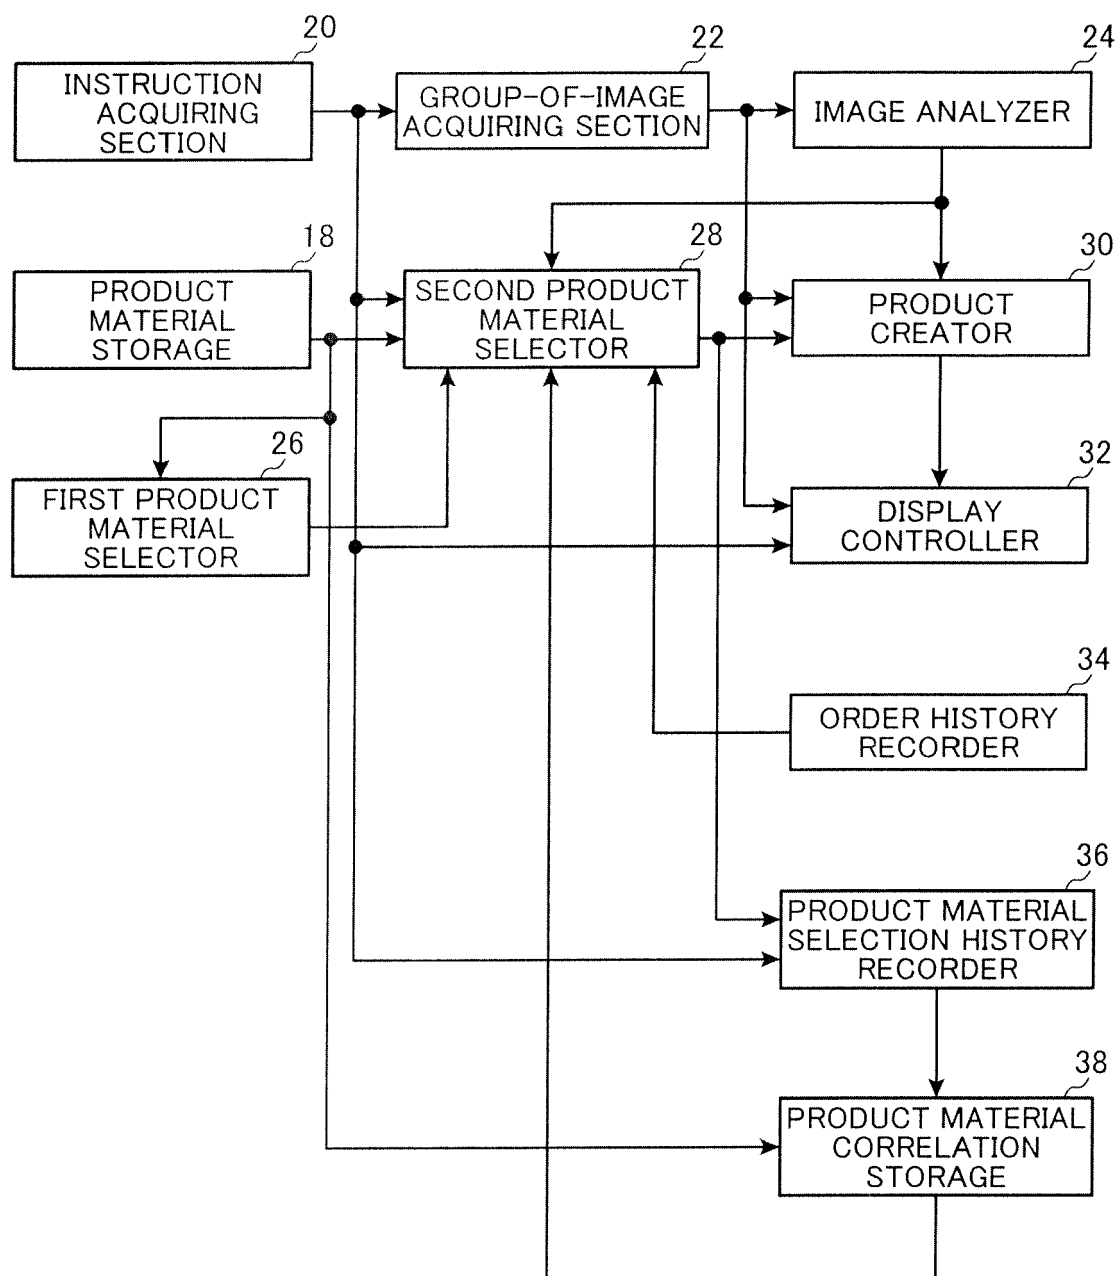 20
INSTRUCTION
ACQUIRING
SECTION
22
GROUP-OF-IMAGE
ACQUIRING SECTION
24
IMAGE ANALYZER
18
PRODUCT
MATERIAL
STORAGE
28
SECOND PRODUCT
MATERIAL
SELECTOR
30
PRODUCT
CREATOR
26
FIRST PRODUCT
MATERIAL
SELECTOR
32
DISPLAY
CONTROLLER
34
ORDER HISTORY
RECORDER
36
PRODUCT MATERIAL
SELECTION HISTORY
RECORDER
38
PRODUCT MATERIAL
CORRELATION
STORAGE